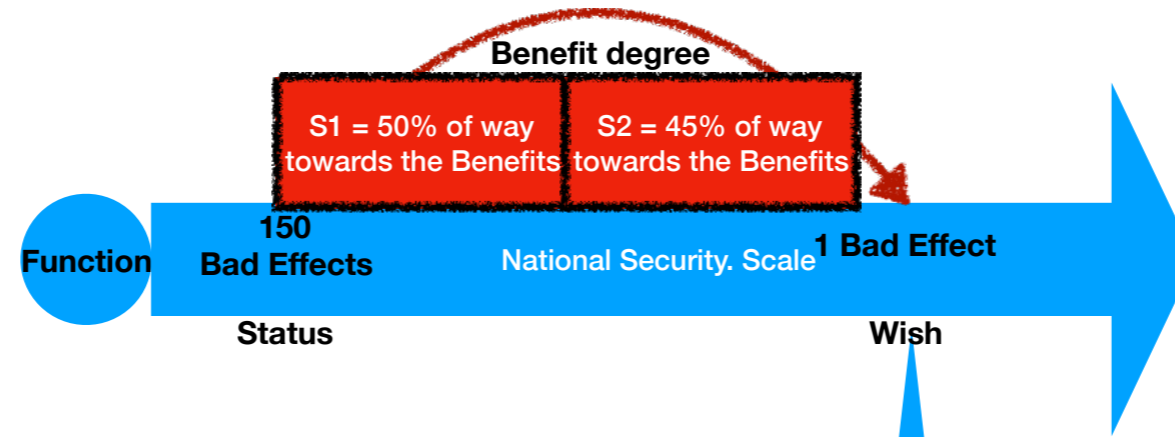 Benefit degree
S1 = 50% of way
towards the Benefits
S2 = 45% of way
towards the Benefits
Function
150
Bad Effects
National Security. Scale
1 Bad Effect
Status
Wish